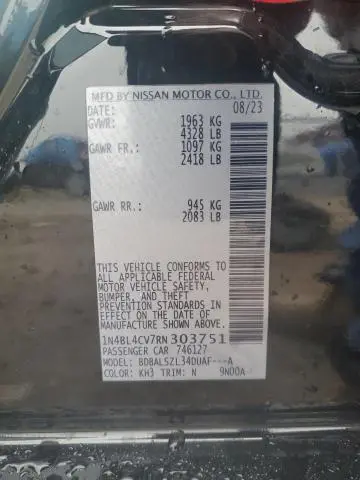 MFD BY NISSAN MOTOR CO., LTD.
DATE: 08/23
GVWR: 1963 KG
4328 LB
GAWR FR.: 1097 KG
2418 LB
GAWR RR.: 945 KG
2083 LB
THIS VEHICLE CONFORMS TO
ALL APPLICABLE FEDERAL
MOTOR VEHICLE SAFETY,
BUMPER, AND THEFT
PREVENTION STANDARDS IN
EFFECT ON THE DATE OF
MANUFACTURE SHOWN ABOVE.
1N4BL4CV7RN303751
PASSENGER CAR 746127
MODEL: BDBALSZL34DUAF---A
COLOR: KH3 TRIM: N 9N00A